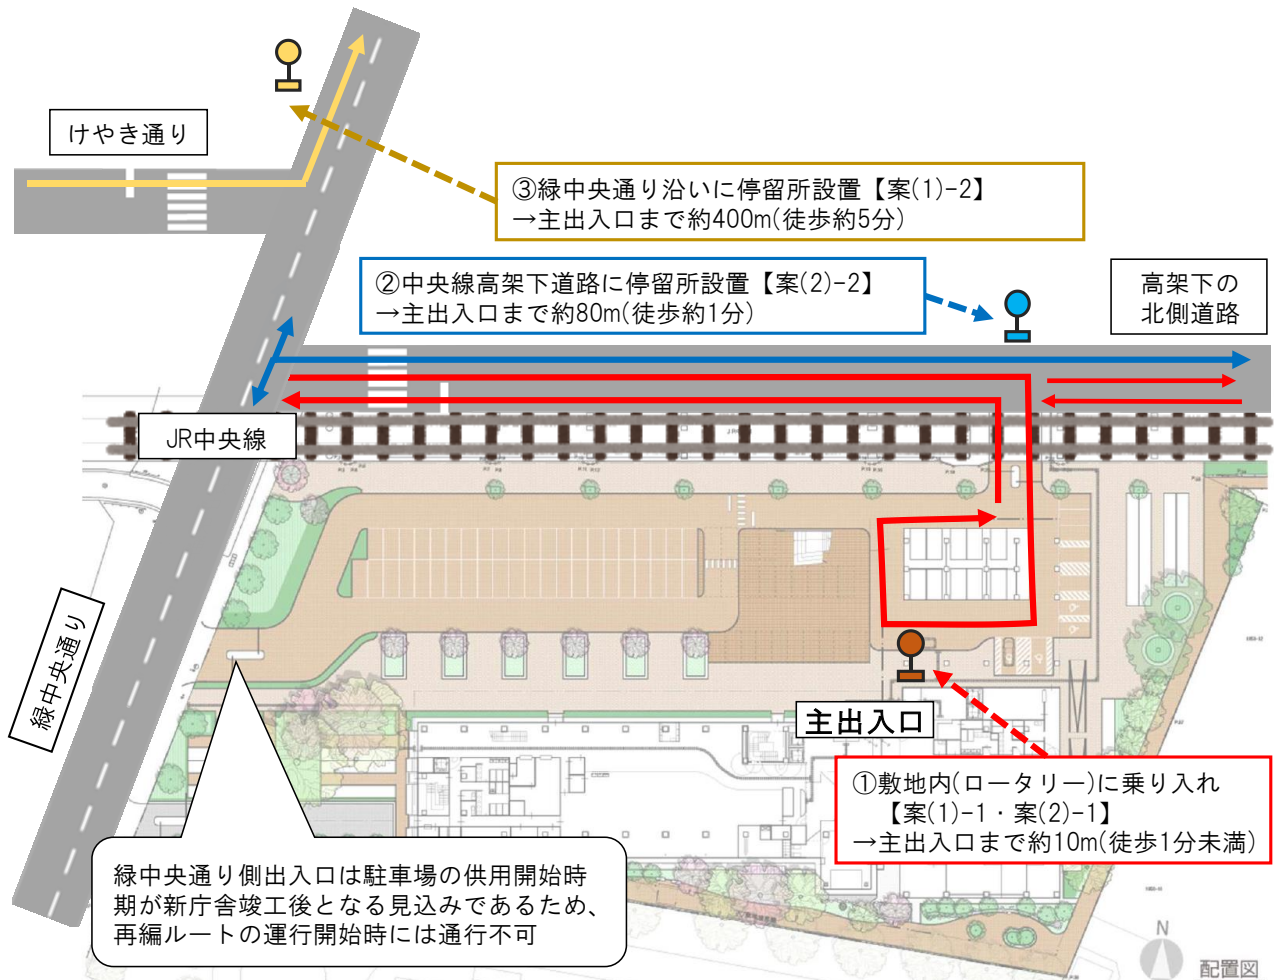 けやき通り
③緑中央通り沿いに停留所設置【案(1)-2】
→主出入口まで約400m(徒歩約5分)
②中央線高架下道路に停留所設置【案(2)-2】
→主出入口まで約80m(徒歩約1分)
高架下の
北側道路
JR中央線
緑中央通り
主出入口
①敷地内(ロータリー)に乗り入れ
【案(1)-1・案(2)-1】
→主出入口まで約10m(徒歩1分未満)
緑中央通り側出入口は駐車場の供用開始時
期が新庁舎竣工後となる見込みであるため、
再編ルートの運行開始時には通行不可
N
配置図